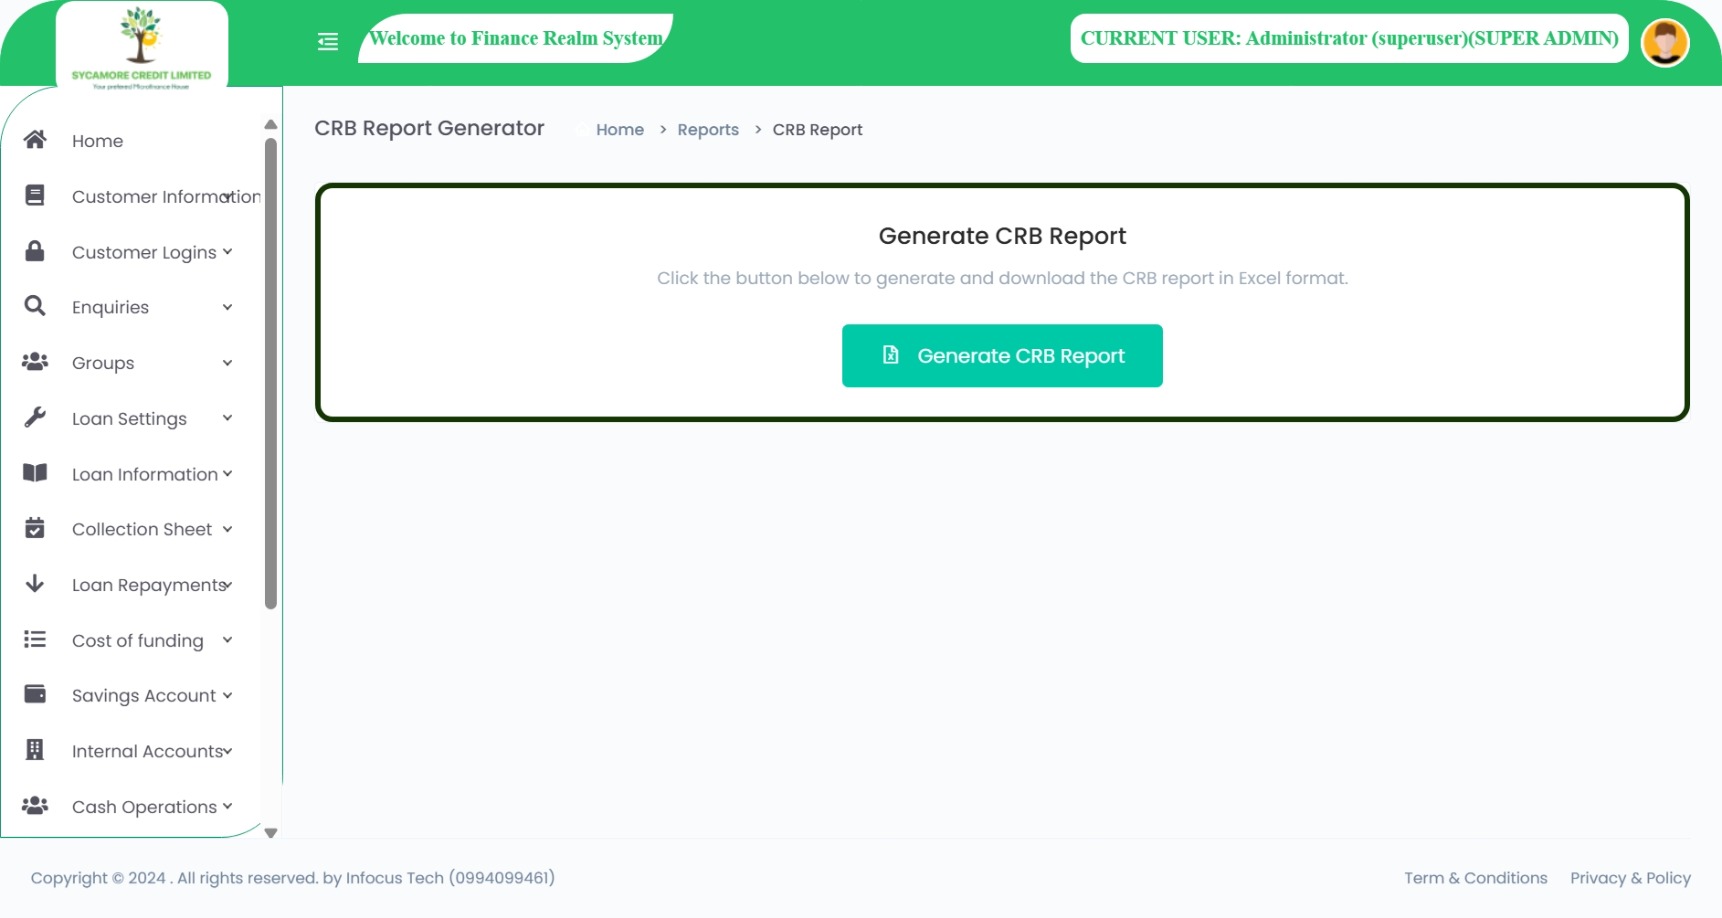 SYCAMORE CREDIT LIMITED
Your prefered Microfinance House
Welcome to Finance Realm System
CURRENT USER: Administrator (superuser)(SUPER ADMIN)
CRB Report Generator
Home > Reports > CRB Report
Home
Customer Information
Customer Logins
Enquiries
Groups
Loan Settings
Loan Information
Collection Sheet
Loan Repayments
Cost of funding
Savings Account
Internal Accounts
Cash Operations
Generate CRB Report
Click the button below to generate and download the CRB report in Excel format.
Generate CRB Report
Copyright © 2024 . All rights reserved. by Infocus Tech (0994099461)
Term & Conditions Privacy & Policy